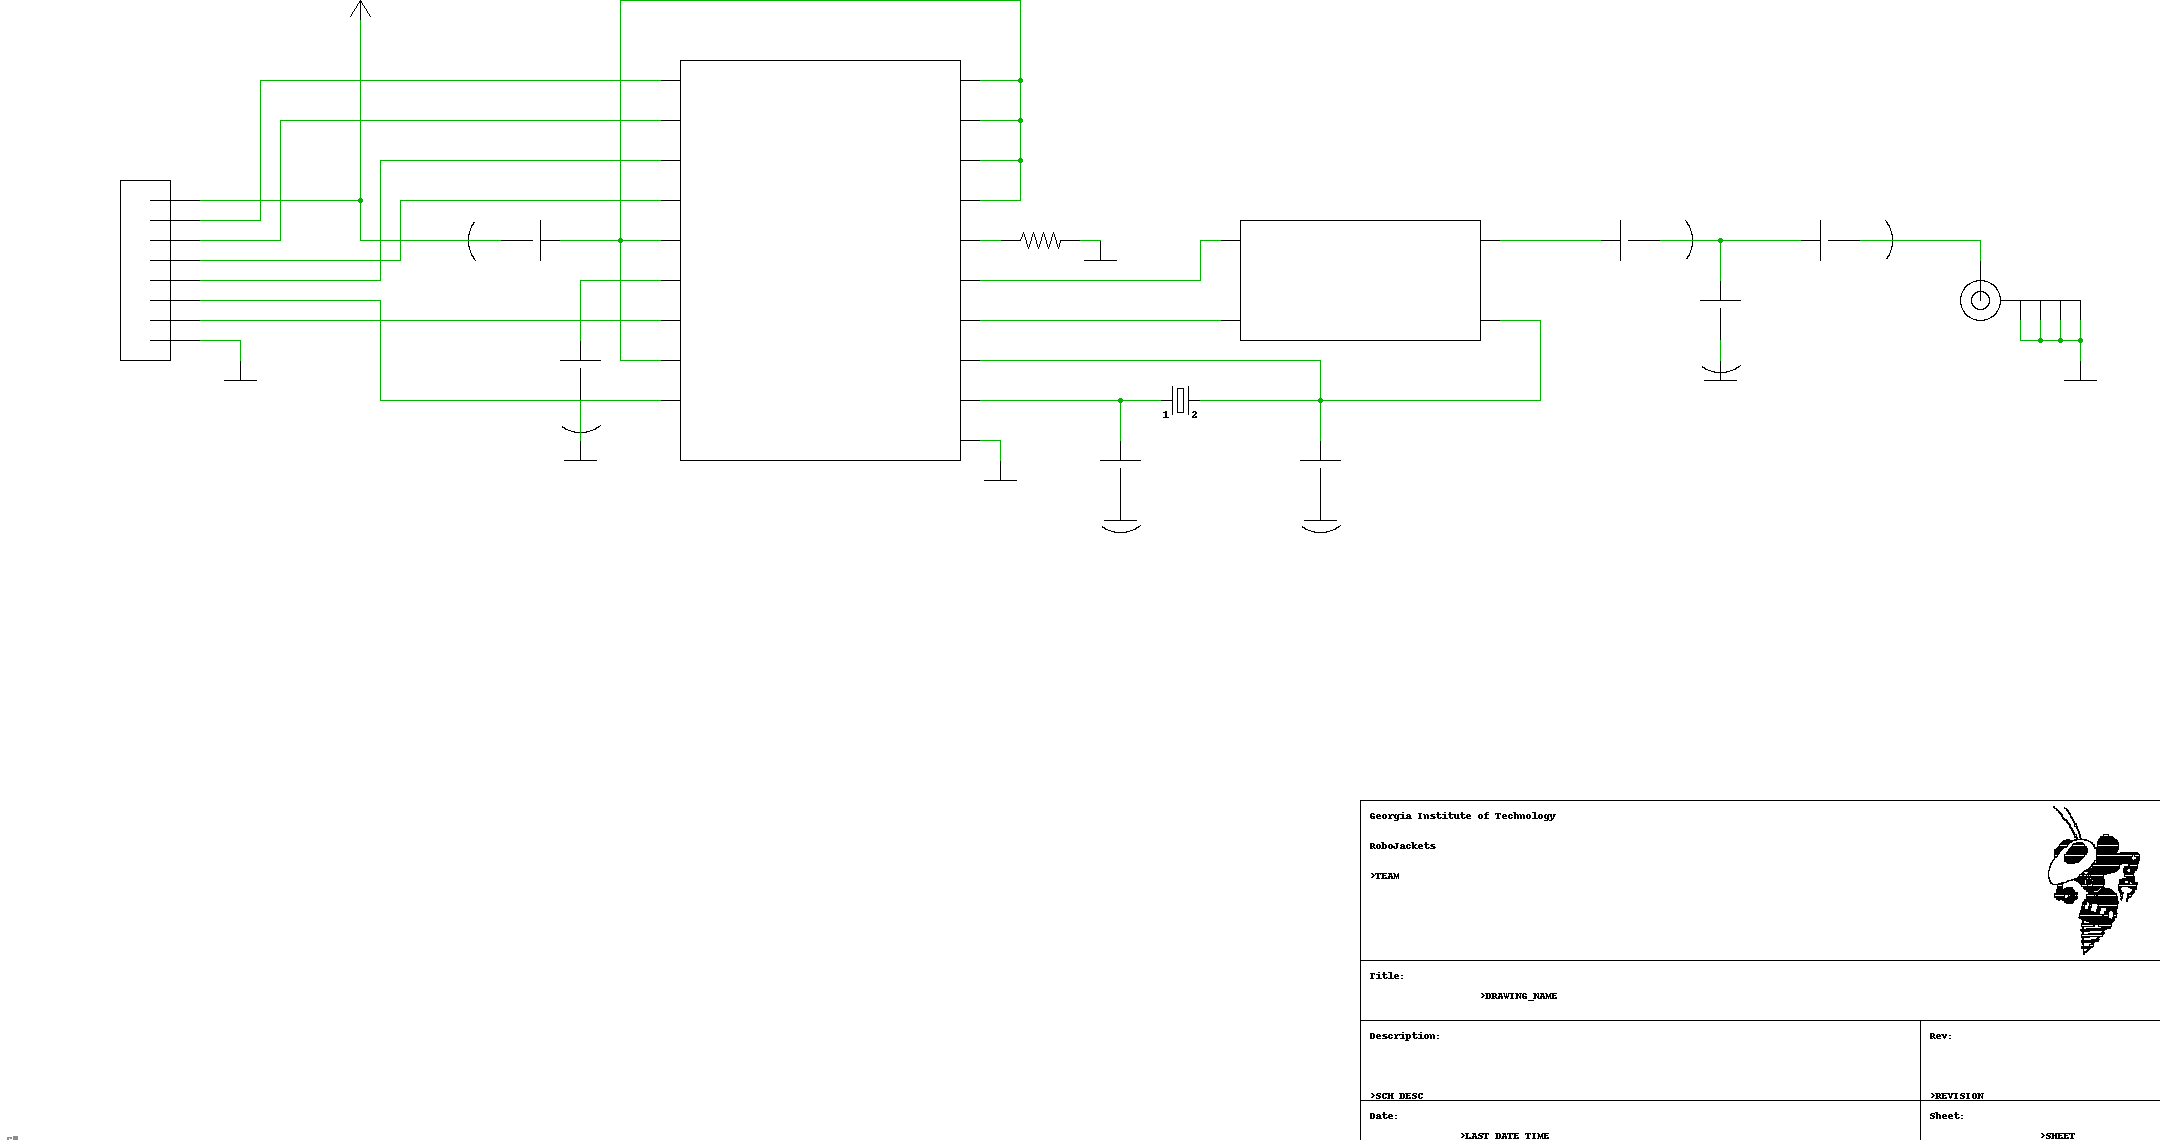 1 2
Georgia Institute of Technology
RoboJackets
>TEAM
Title:
>DRAWING_NAME
Description:
Rev:
>SCH_DESC
>REVISION
Date:
Sheet:
>LAST_DATE_TIME
>SHEET